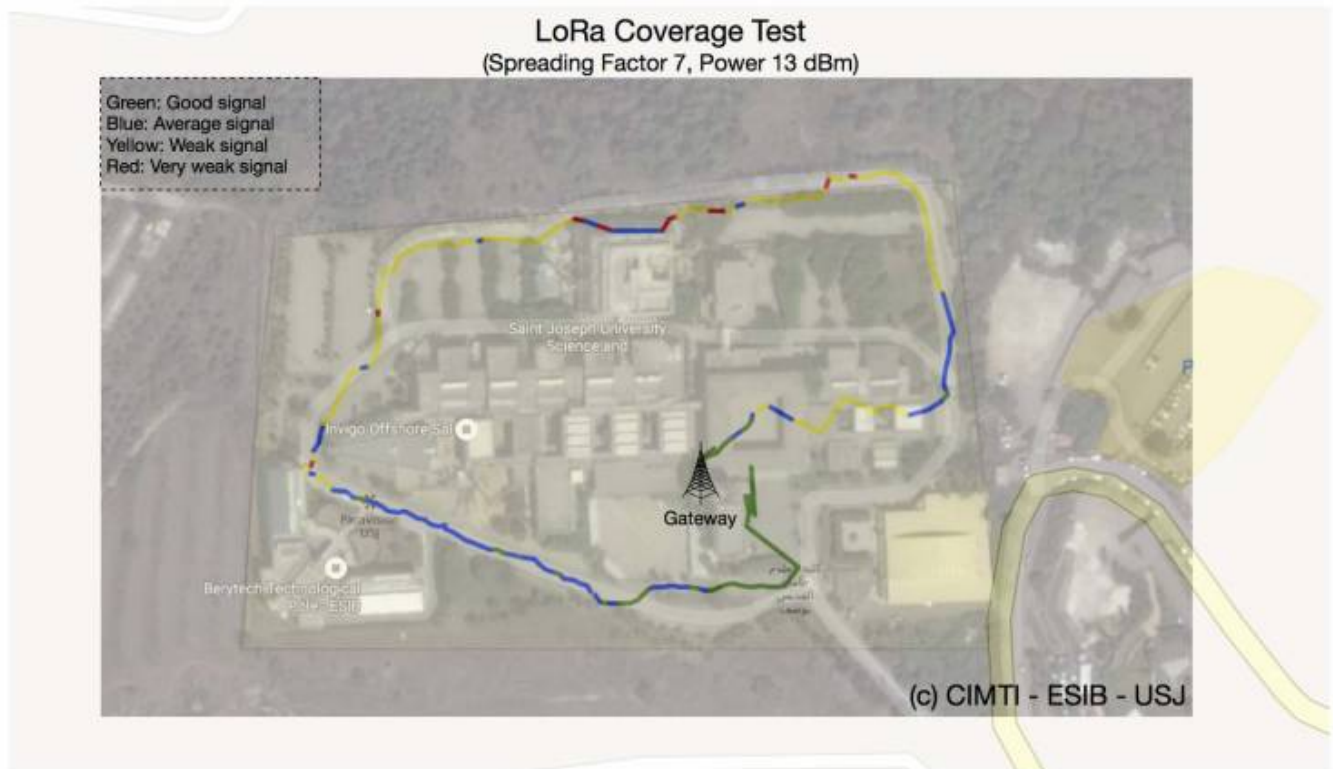 LoRa Coverage Test
(Spreading Factor 7, Power 13 dBm)
Green: Good signal
Blue: Average signal
Yellow: Weak signal
Red: Very weak signal
Saint Joseph University
Science and
Invigo Offshore Sal
Gateway
Berytech Technological
Pole, ESIB
القديس
يوسف
P
(c) CIMTI - ESIB - USJ